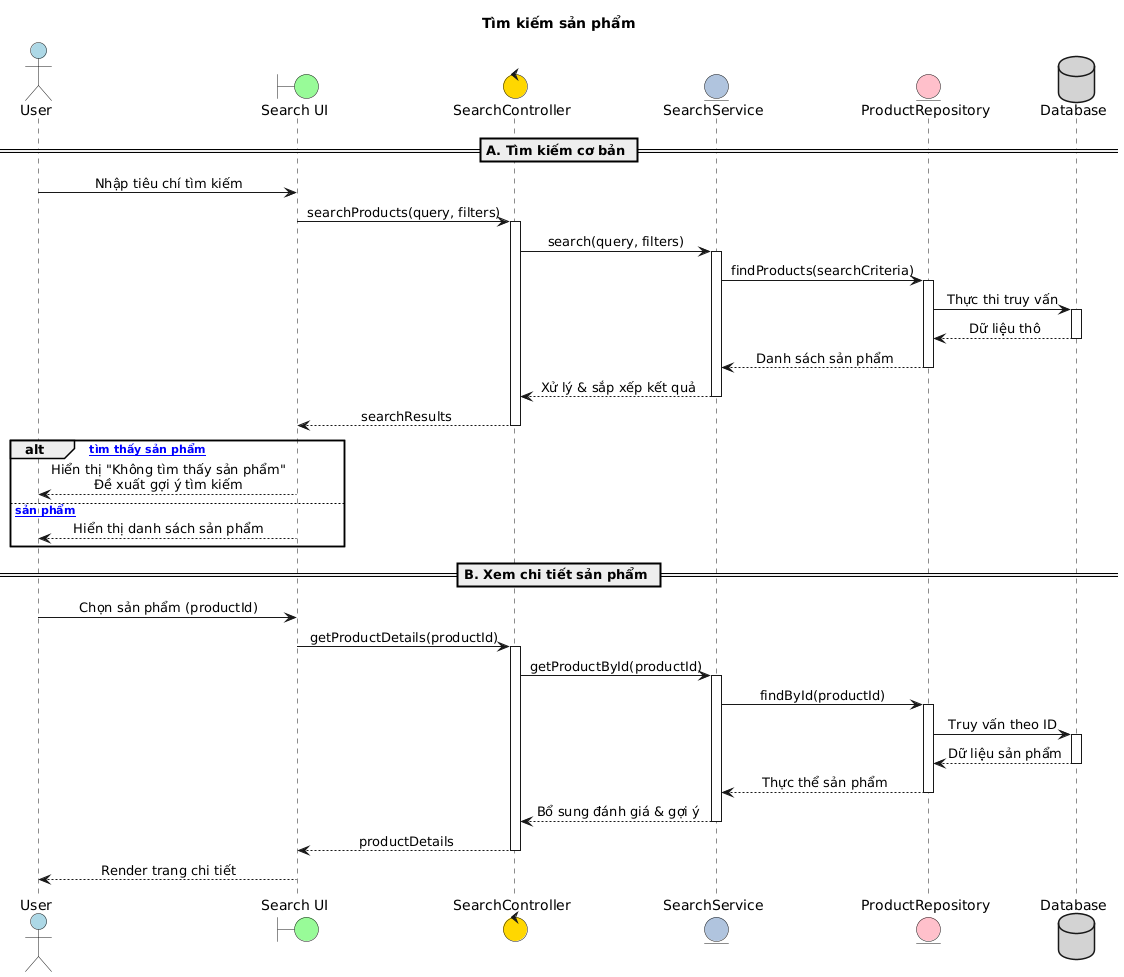 Tìm kiếm sản phẩm
User
Search UI
SearchController
SearchService
ProductRepository
Database
A. Tìm kiếm cơ bản
Nhập tiêu chí tìm kiếm
searchProducts(query, filters)
search(query, filters)
findProducts(searchCriteria)
Thực thi truy vấn
Dữ liệu thô
Danh sách sản phẩm
Xử lý & sắp xếp kết quả
searchResults
alt
tìm thấy sản phẩm
Hiển thị "Không tìm thấy sản phẩm"
Đề xuất gợi ý tìm kiếm
sản phẩm
Hiển thị danh sách sản phẩm
B. Xem chi tiết sản phẩm
Chọn sản phẩm (productId)
getProductDetails(productId)
getProductById(productId)
findById(productId)
Truy vấn theo ID
Dữ liệu sản phẩm
Thực thể sản phẩm
Bổ sung đánh giá & gợi ý
productDetails
Render trang chi tiết
User
Search UI
SearchController
SearchService
ProductRepository
Database